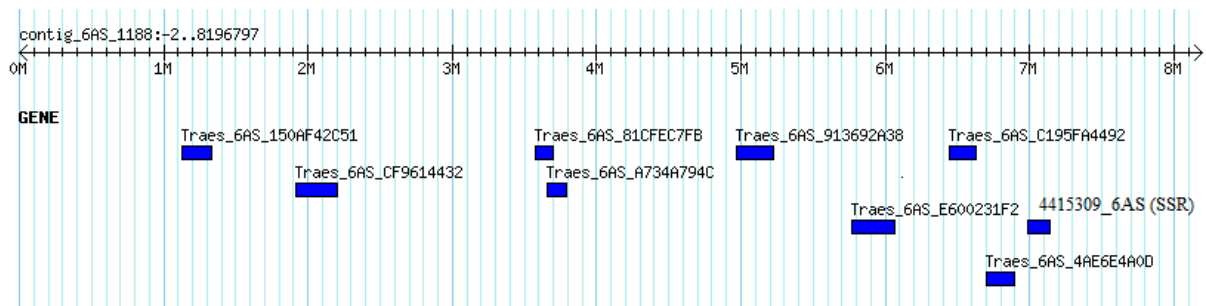 contig_6AS_1188:-2..8196797
0M 1M 2M 3M 4M 5M 6M 7M 8M
GENE
Traes_6AS_150AF42C51 Traes_6AS_81CFEC7FB Traes_6AS_913692A38 Traes_6AS_C195FA4492
Traes_6AS_CF9614432 Traes_6AS_A734A794C
Traes_6AS_E600231F2 4415309_6AS (SSR)
Traes_6AS_4AE6E4A0D